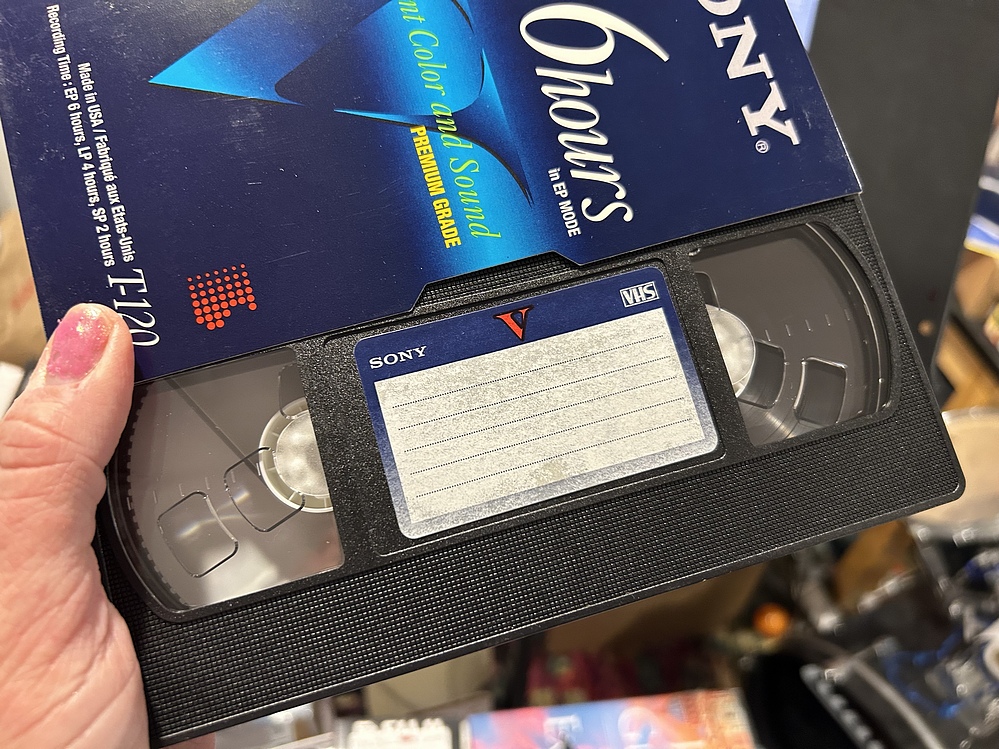 SONY
6hours
in EP MODE
nt Color and Sound
PREMIUM GRADE
Made in USA / Fabriqué aux Etats-Unis
Recording Time : EP 6 hours, LP 4 hours, SP 2 hours
T-120
SONY
V
VHS